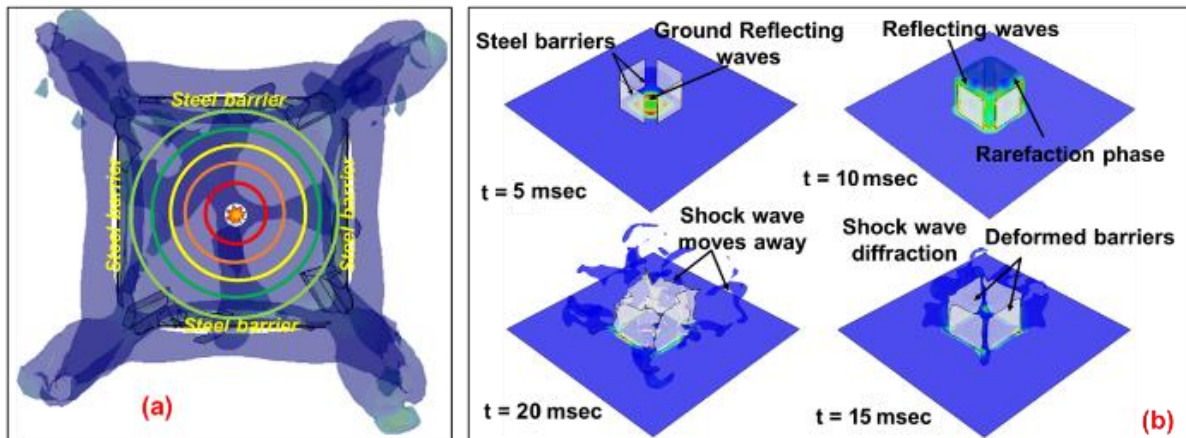 Steel barrier
Steel barrier
Steel barrier
Steel barrier
(a)
Steel barriers
Ground Reflecting
waves
t = 5 msec
Reflecting waves
Rarefaction phase
t = 10 msec
Shock wave
moves away
t = 20 msec
Shock wave
diffraction
Deformed barriers
t = 15 msec
(b)